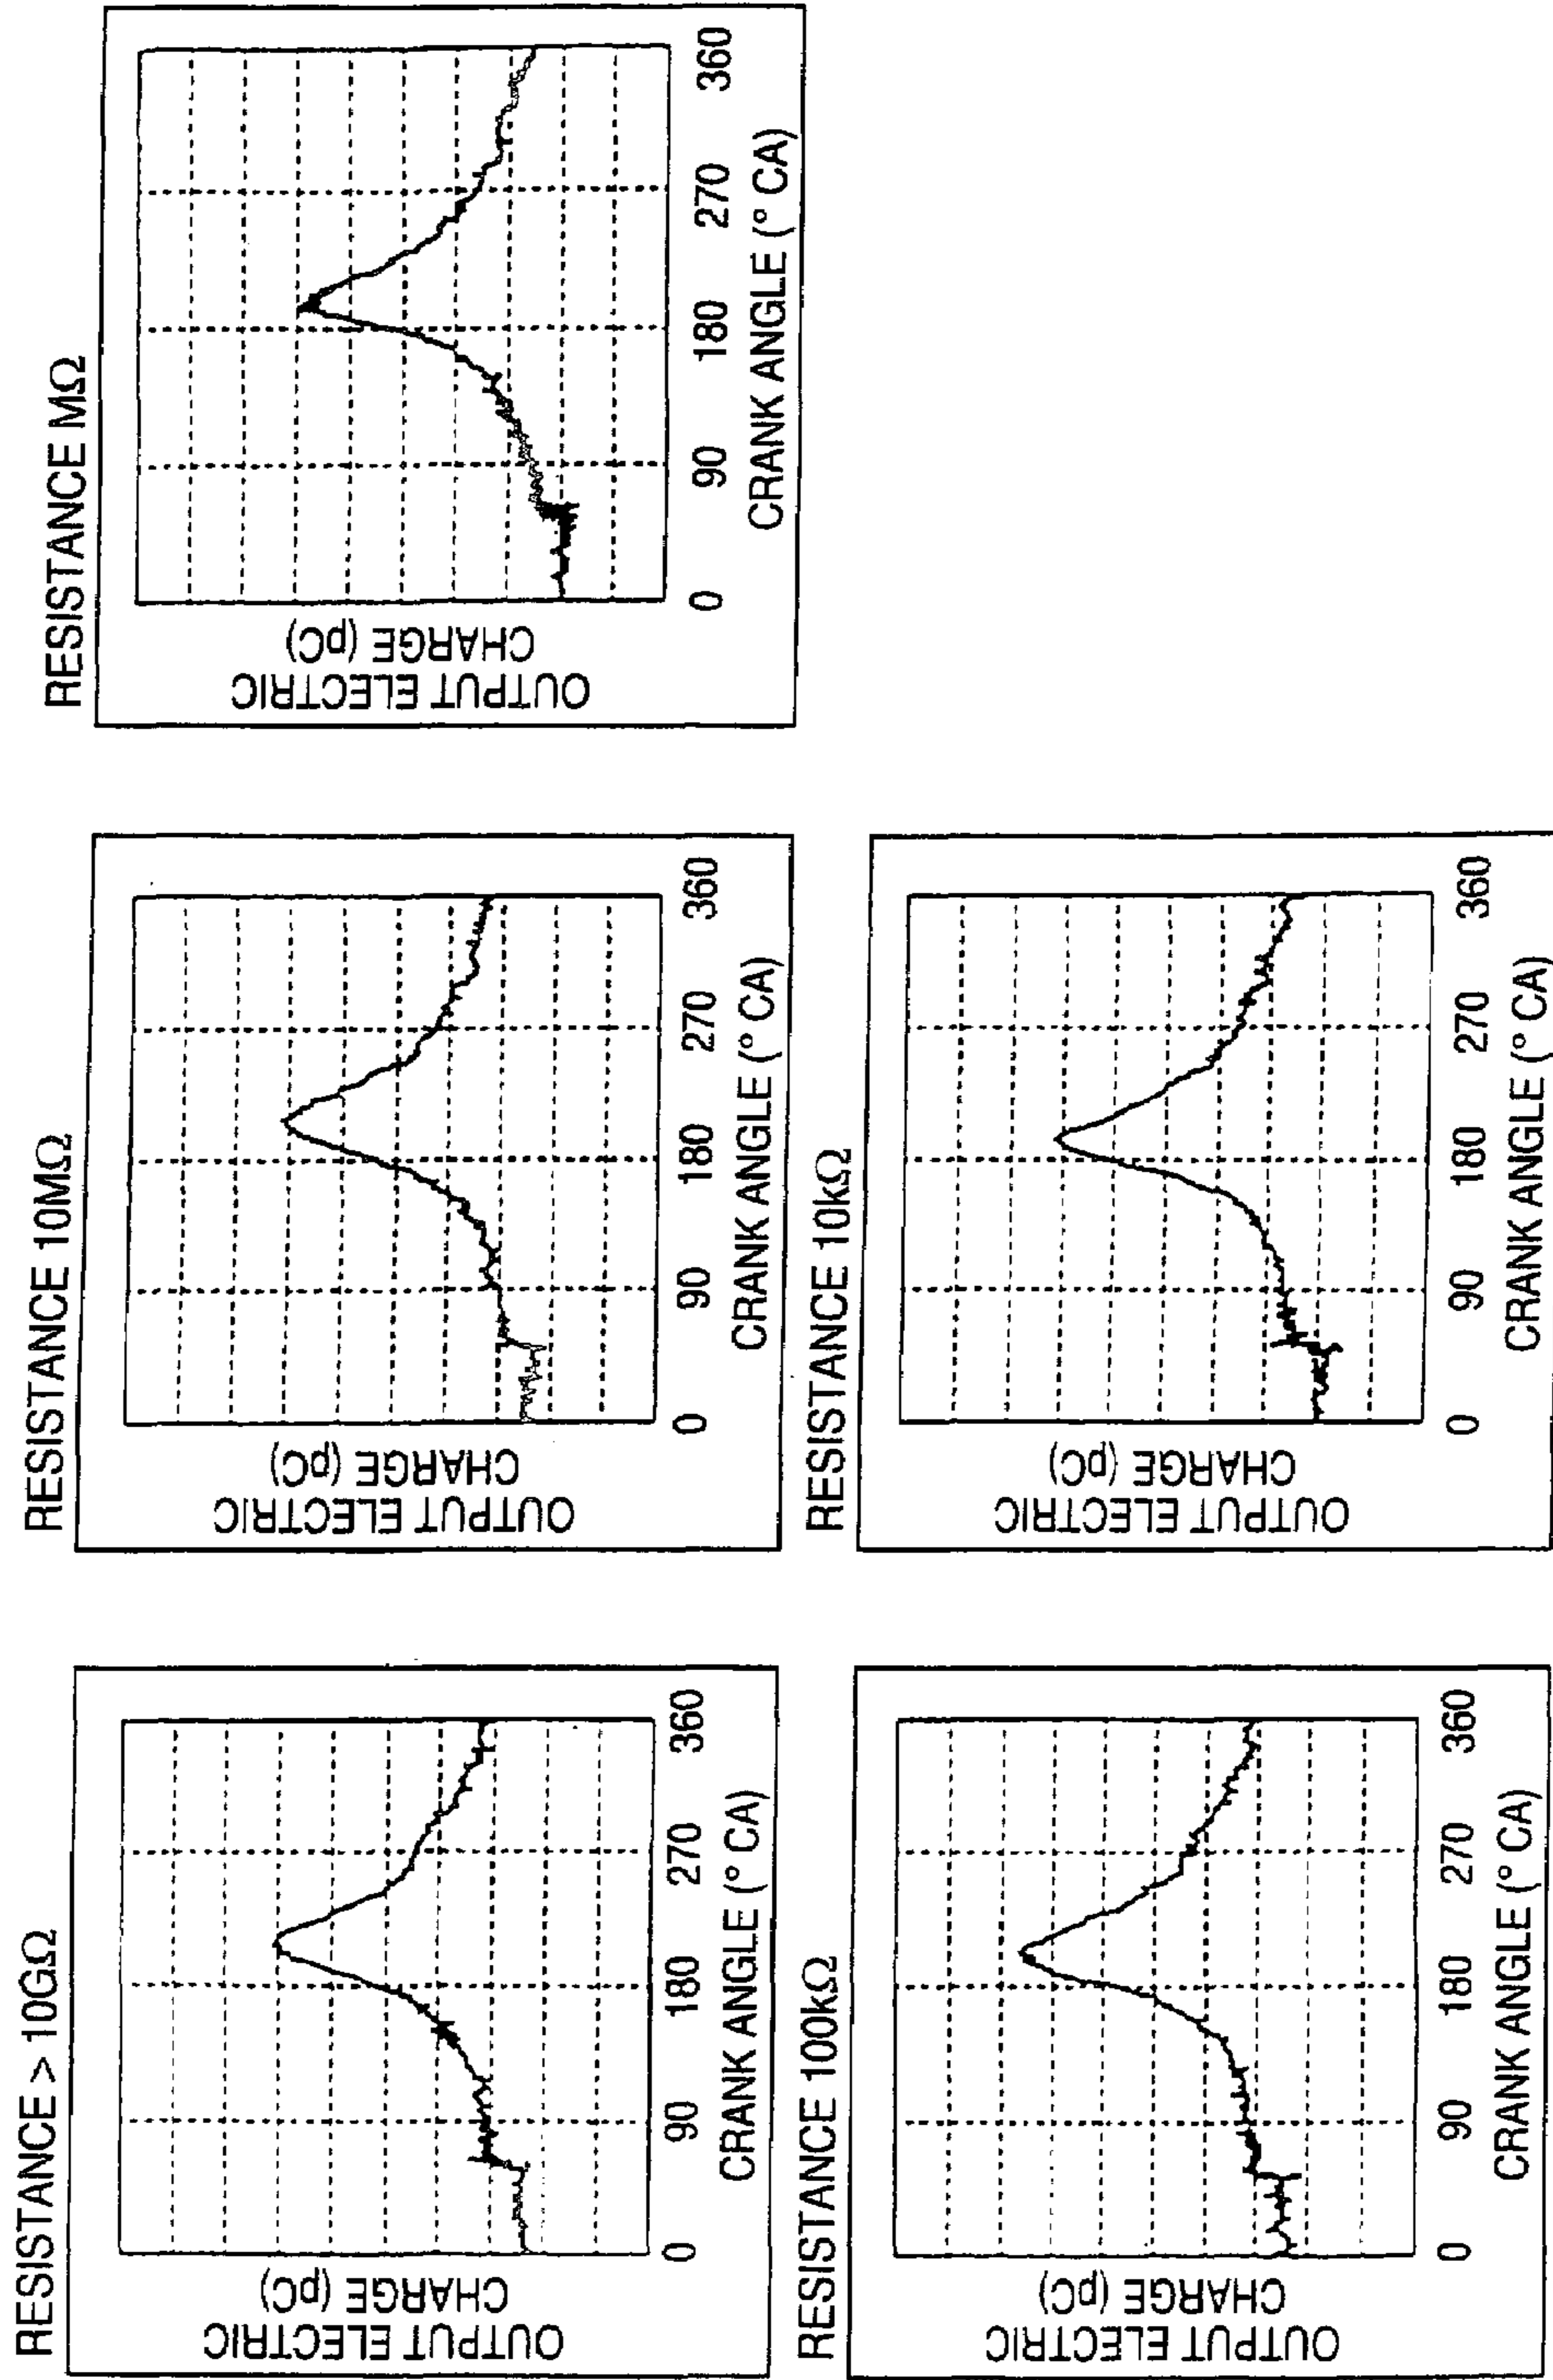 RESISTANCE > 10GΩ
OUTPUT ELECTRIC
CHARGE (pC)
0 90 180 270 360
CRANK ANGLE (° CA)
RESISTANCE 10MΩ
OUTPUT ELECTRIC
CHARGE (pC)
0 90 180 270 360
CRANK ANGLE (° CA)
RESISTANCE MΩ
OUTPUT ELECTRIC
CHARGE (pC)
0 90 180 270 360
CRANK ANGLE (° CA)
RESISTANCE 100kΩ
OUTPUT ELECTRIC
CHARGE (pC)
0 90 180 270 360
CRANK ANGLE (° CA)
RESISTANCE 10kΩ
OUTPUT ELECTRIC
CHARGE (pC)
0 90 180 270 360
CRANK ANGLE (° CA)